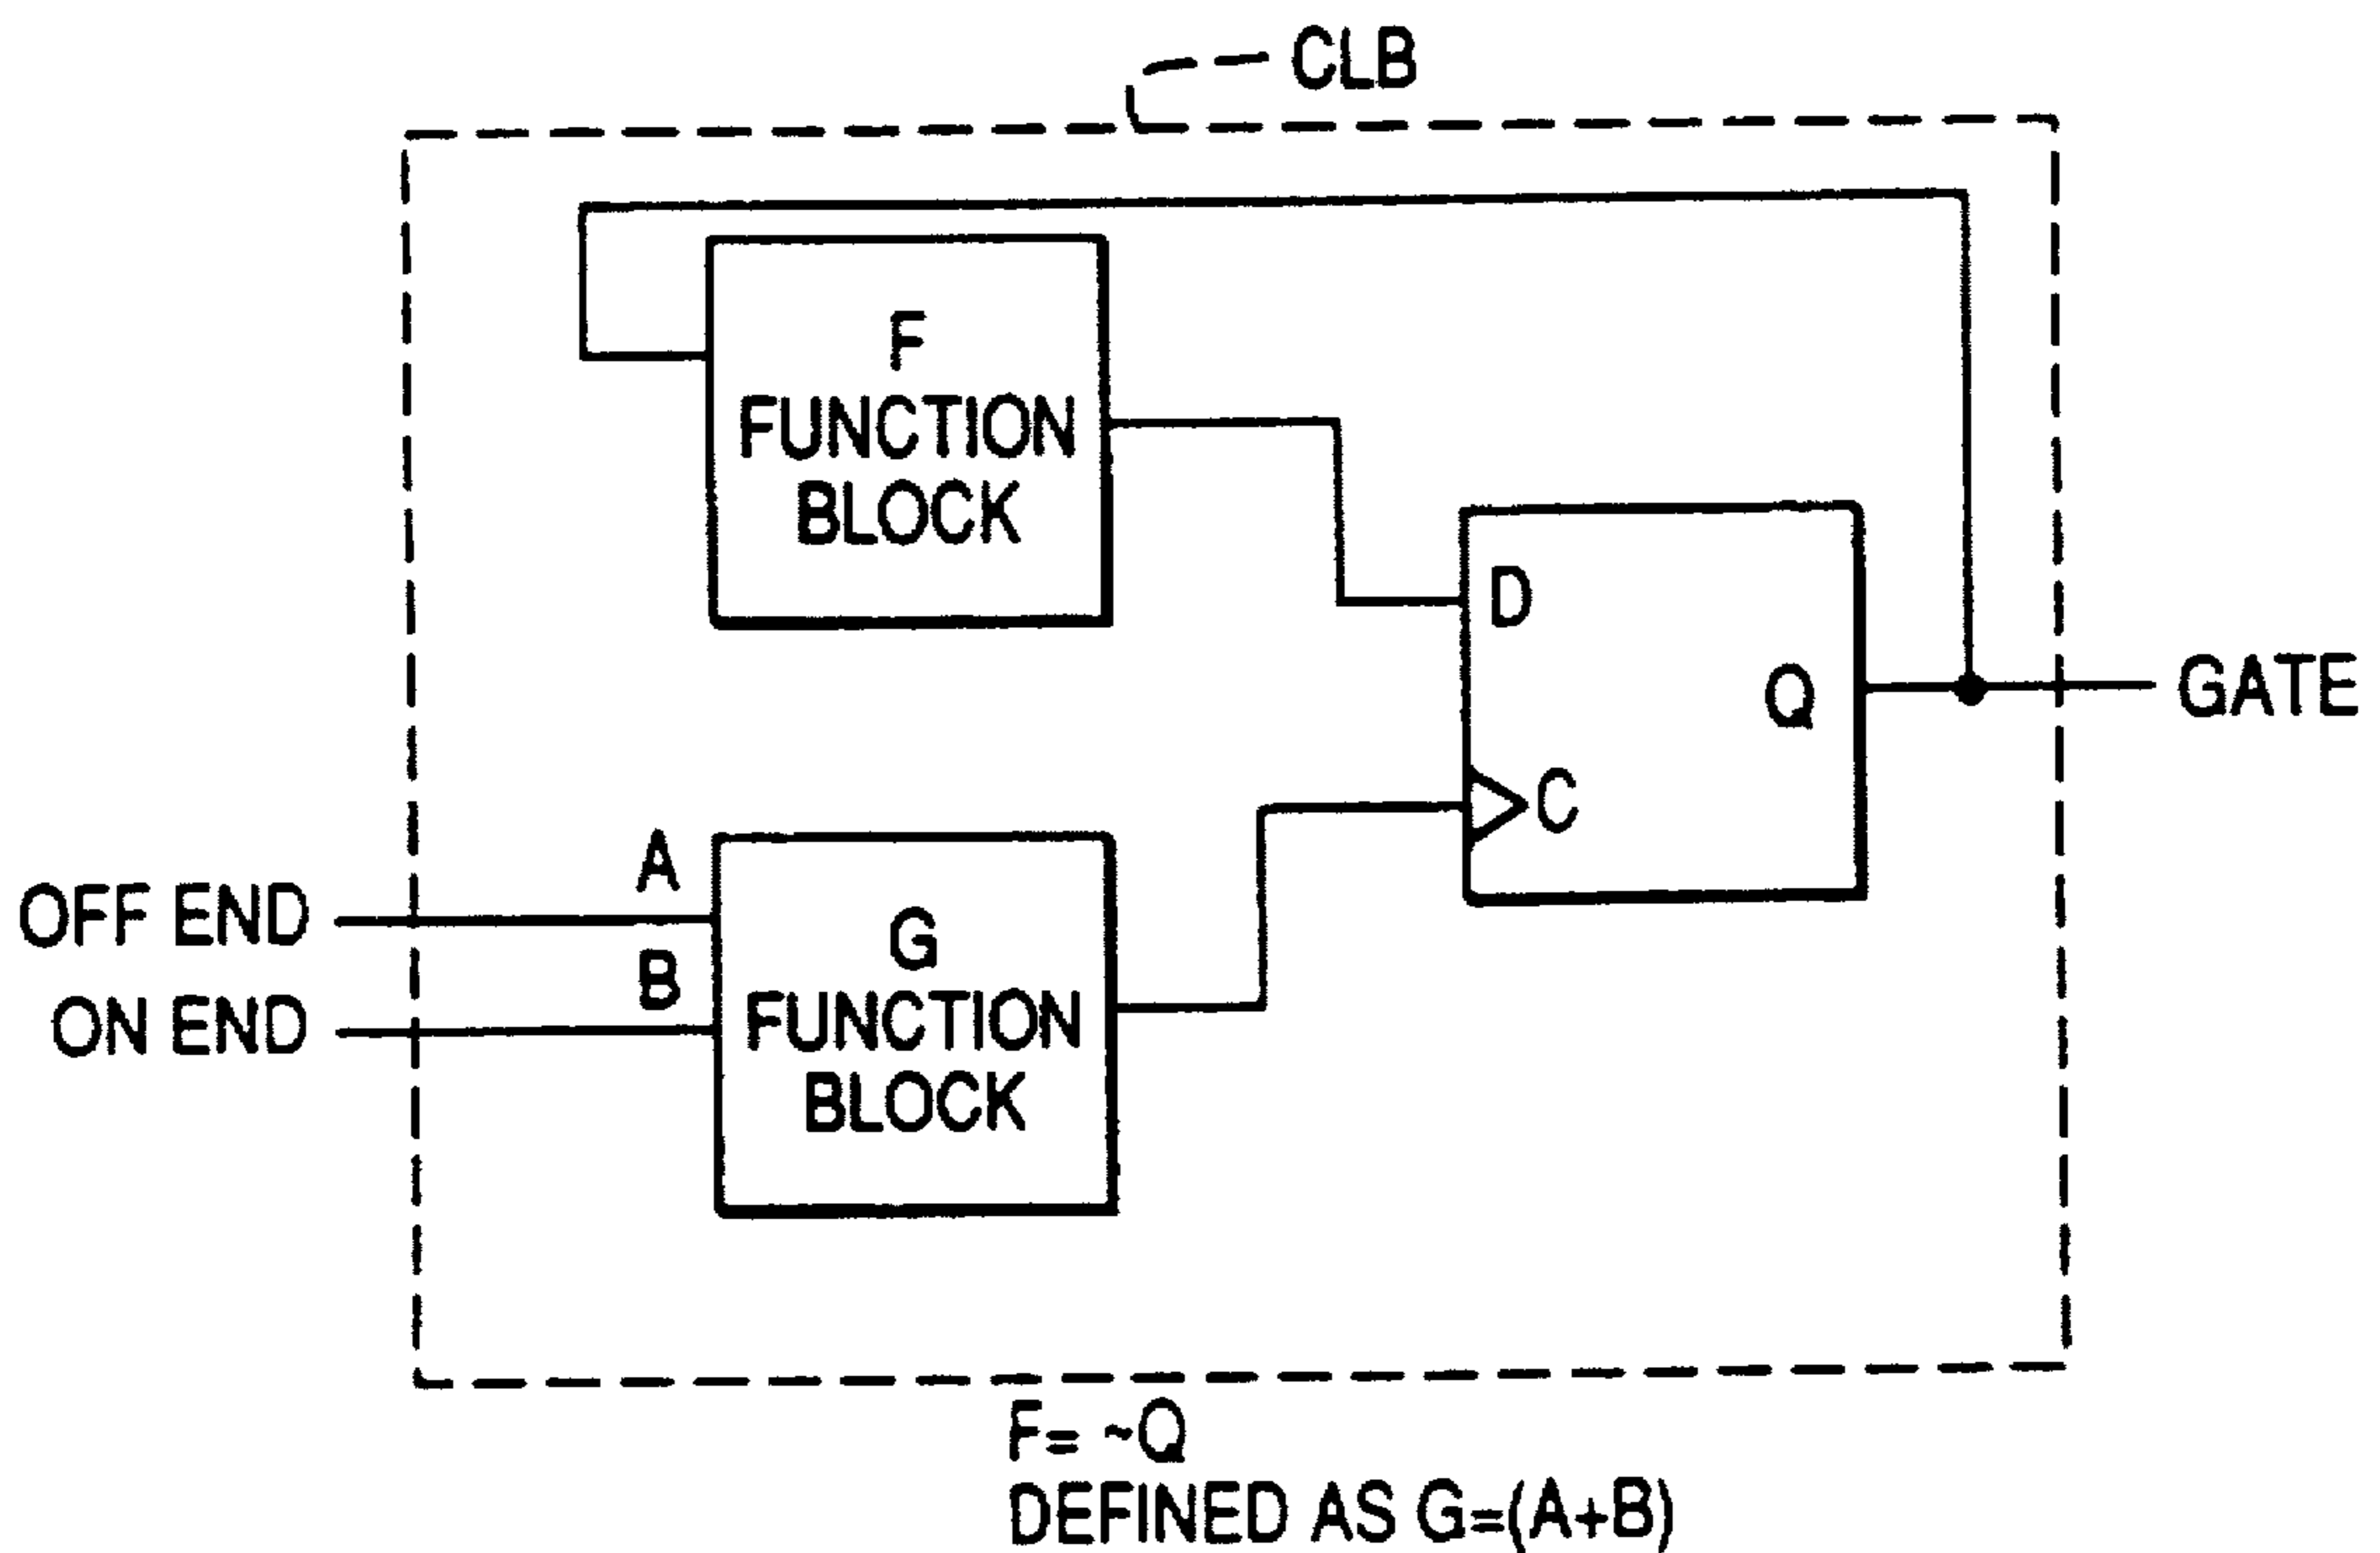 CLB
F
FUNCTION
BLOCK
D
Q
GATE
C
A
OFF END
B
ON END
G
FUNCTION
BLOCK
F= ~Q
DEFINED AS G=(A+B)